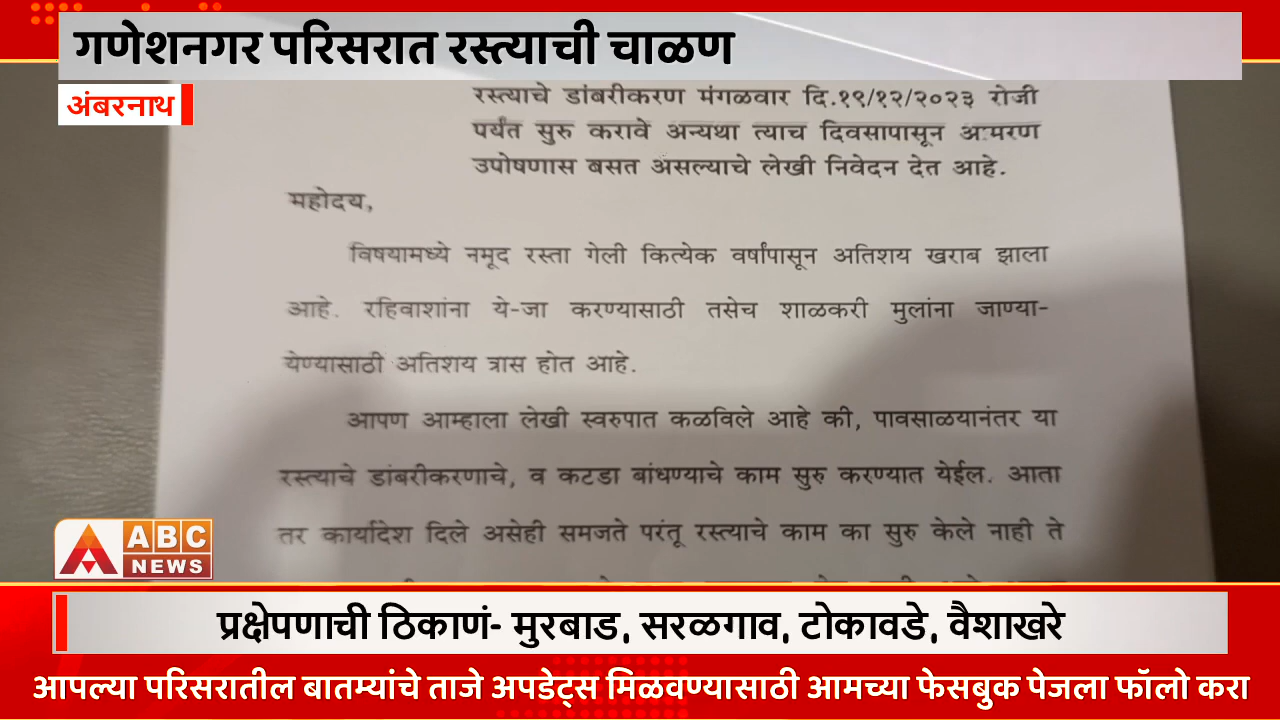 गणेशनगर परिसरात रस्त्याची चाळण
अंबरनाथ
रस्त्याचे डांबरीकरण मंगळवार दि.१९/१२/२०२३ रोजी
पर्यंत सुरु करावे अन्यथा त्याच दिवसापासून आमरण
उपोषणास बसत असल्याचे लेखी निवेदन देत आहे.
महोदय,
विषयामध्ये नमूद रस्ता गेली कित्येक वर्षांपासून अतिशय खराब झाला
आहे. रहिवाशांना ये-जा करण्यासाठी तसेच शाळकरी मुलांना जाण्या-
येण्यासाठी अतिशय त्रास होत आहे.
आपण आम्हाला लेखी स्वरुपात कळविले आहे की, पावसाळयानंतर या
रस्त्याचे डांबरीकरणाचे, व कटडा बांधण्याचे काम सुरु करण्यात येईल. आता
तर कार्यादेश दिले असेही समजते परंतू रस्त्याचे काम का सुरु केले नाही ते
ABC
NEWS
प्रक्षेपणाची ठिकाणं- मुरबाड, सरळगाव, टोकावडे, वैशाखरे
आपल्या परिसरातील बातम्यांचे ताजे अपडेट्स मिळवण्यासाठी आमच्या फेसबुक पेजला फॉलो करा